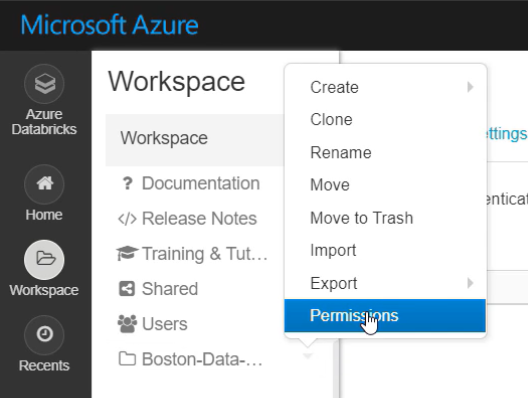 Microsoft Azure
Azure
Databricks
Home
Workspace
Recents
Workspace
Workspace
? Documentation
</> Release Notes
Training & Tut...
Shared
Users
Boston-Data-...
Create
Clone
Rename
Move
Move to Trash
Import
Export
Permissions
ettings
enticat